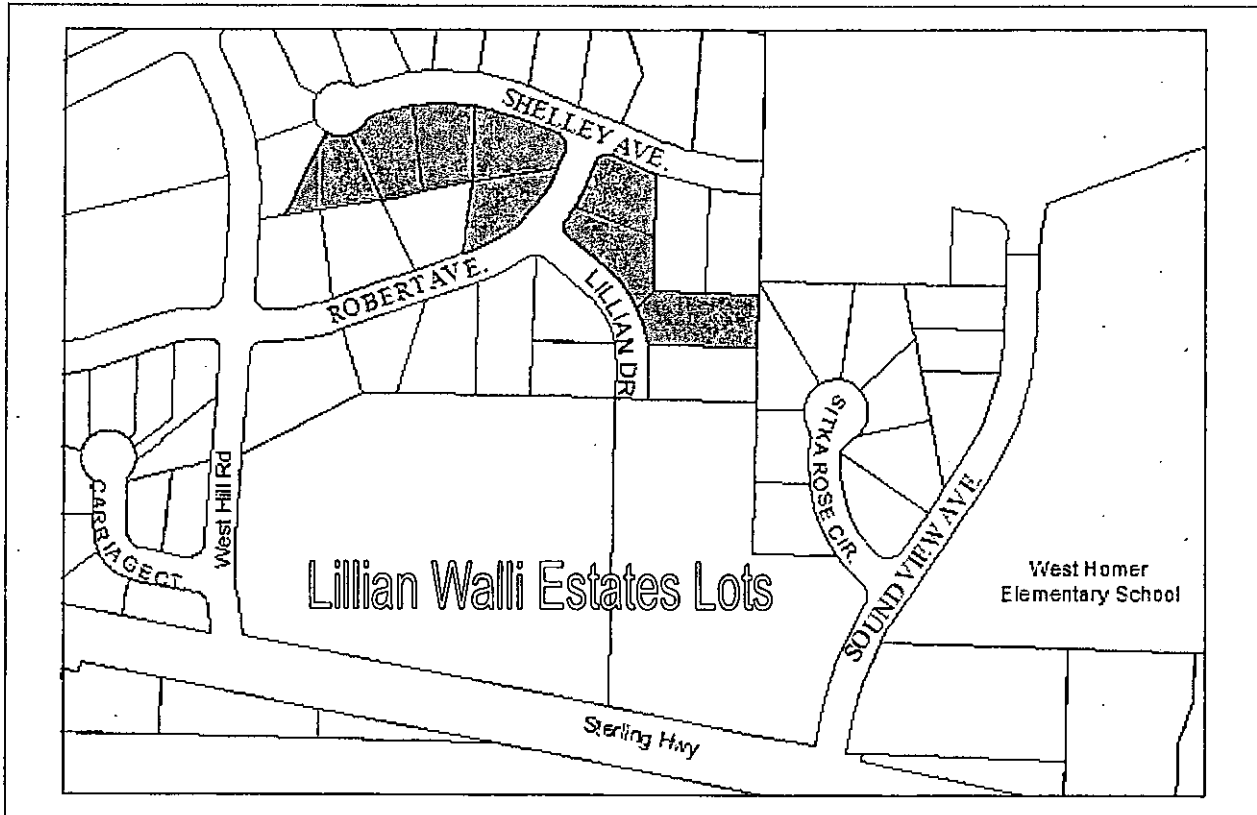 SHELLEY AVE.
ROBERT AVE.
LILLIAN DR
SITKA ROSE CIR.
West Hill Rd
CARRIAGE CT.
SOUND VIEW AVE.
Lillian Walli Estates Lots
West Homer
Elementary School
Sterling Hwy